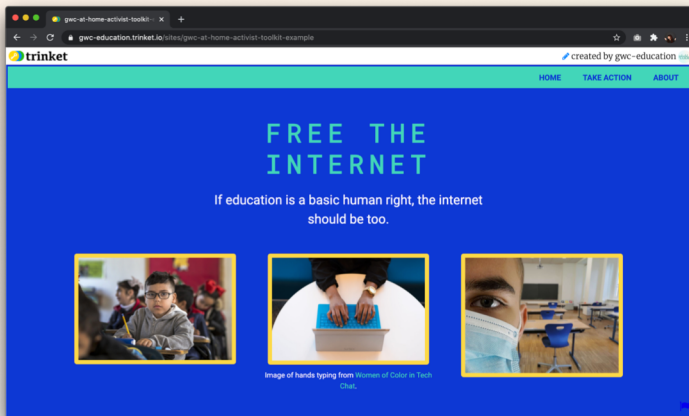 gwc-at-home-activist-toolkit-
gwc-education.trinket.io/sites/gwc-at-home-activist-toolkit-example
trinket
created by gwc-education
HOME TAKE ACTION ABOUT
FREE THE
INTERNET
If education is a basic human right, the internet
should be too.
Image of hands typing from Women of Color in Tech
Chat.